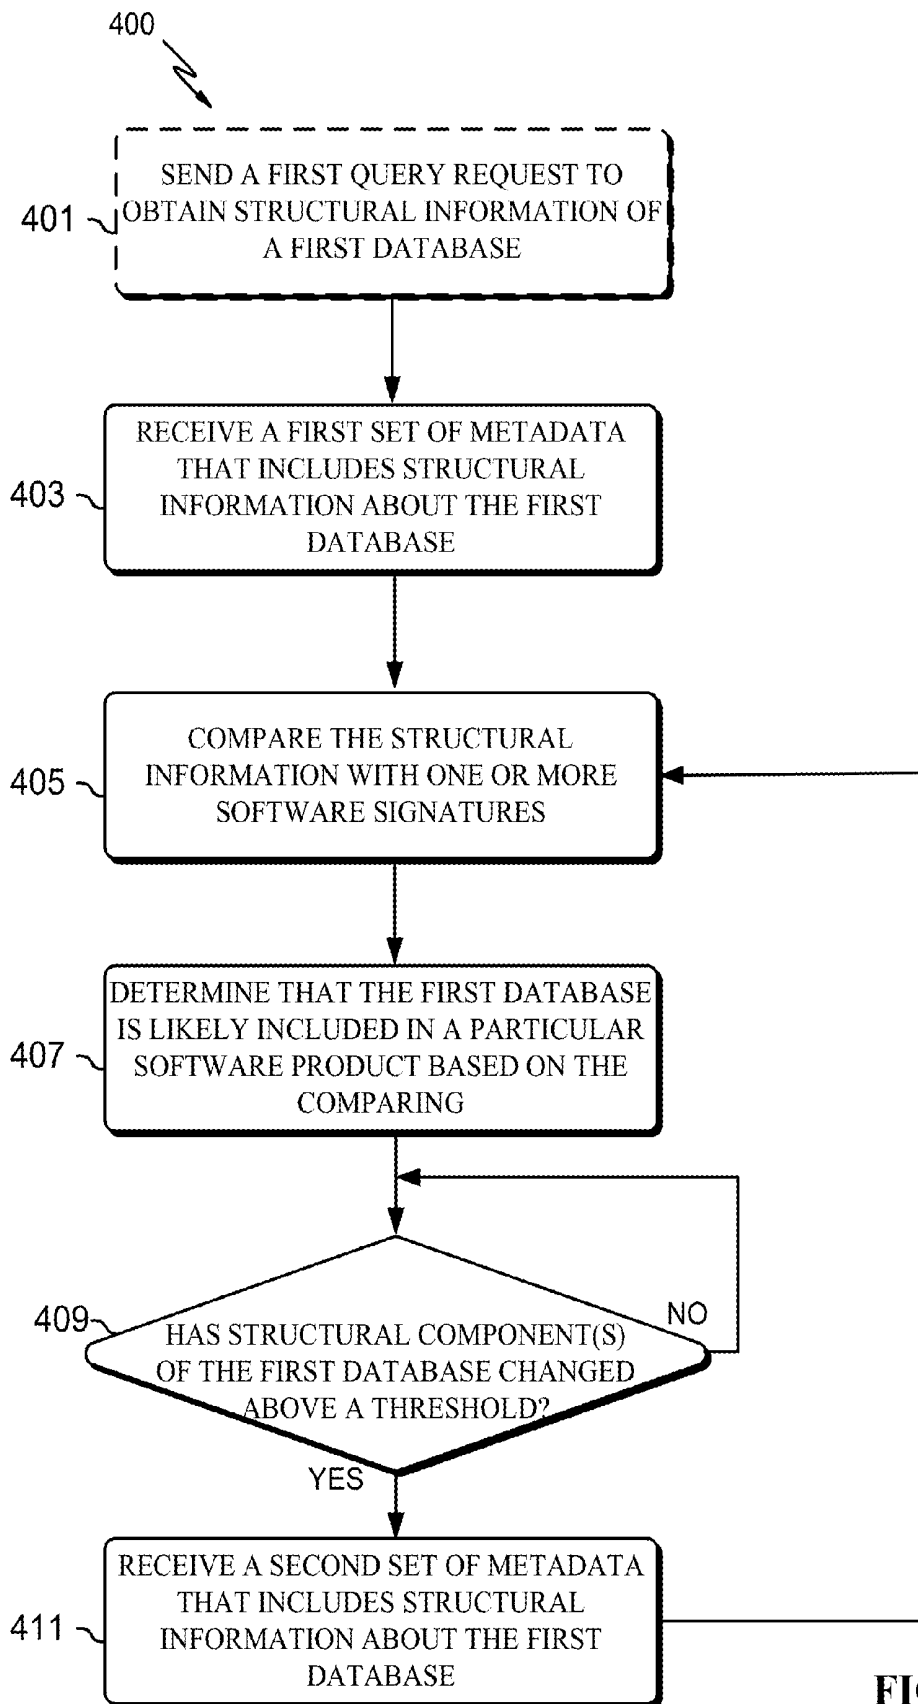 400
SEND A FIRST QUERY REQUEST TO
OBTAIN STRUCTURAL INFORMATION OF
A FIRST DATABASE
401
RECEIVE A FIRST SET OF METADATA
THAT INCLUDES STRUCTURAL
INFORMATION ABOUT THE FIRST
DATABASE
403
COMPARE THE STRUCTURAL
INFORMATION WITH ONE OR MORE
SOFTWARE SIGNATURES
405
DETERMINE THAT THE FIRST DATABASE
IS LIKELY INCLUDED IN A PARTICULAR
SOFTWARE PRODUCT BASED ON THE
COMPARING
407
409
NO
HAS STRUCTURAL COMPONENT(S)
OF THE FIRST DATABASE CHANGED
ABOVE A THRESHOLD?
YES
RECEIVE A SECOND SET OF METADATA
THAT INCLUDES STRUCTURAL
INFORMATION ABOUT THE FIRST
DATABASE
411